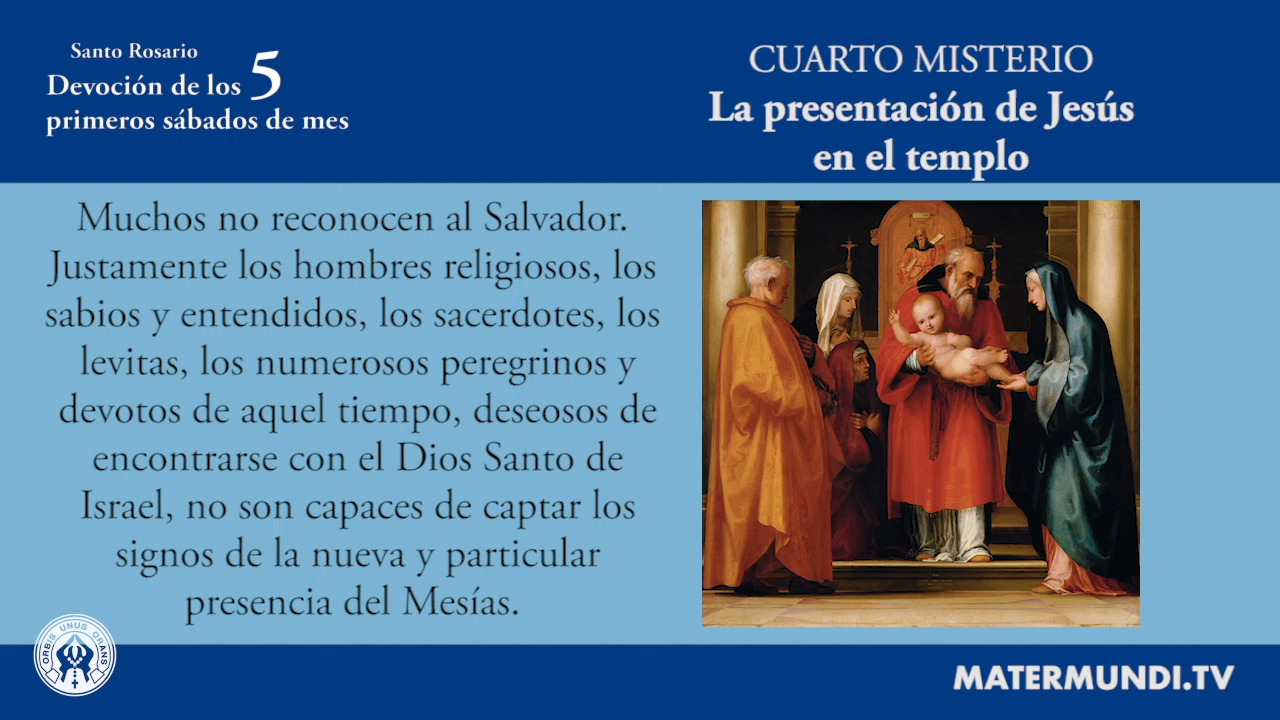 Santo Rosario
Devoción de los 5
primeros sábados de mes
CUARTO MISTERIO
La presentación de Jesús
en el templo
Muchos no reconocen al Salvador.
Justamente los hombres religiosos, los
sabios y entendidos, los sacerdotes, los
levitas, los numerosos peregrinos y
devotos de aquel tiempo, deseosos de
encontrarse con el Dios Santo de
Israel, no son capaces de captar los
signos de la nueva y particular
presencia del Mesías.
ORBIS UNUS ORANS
MATERMUNDI.TV